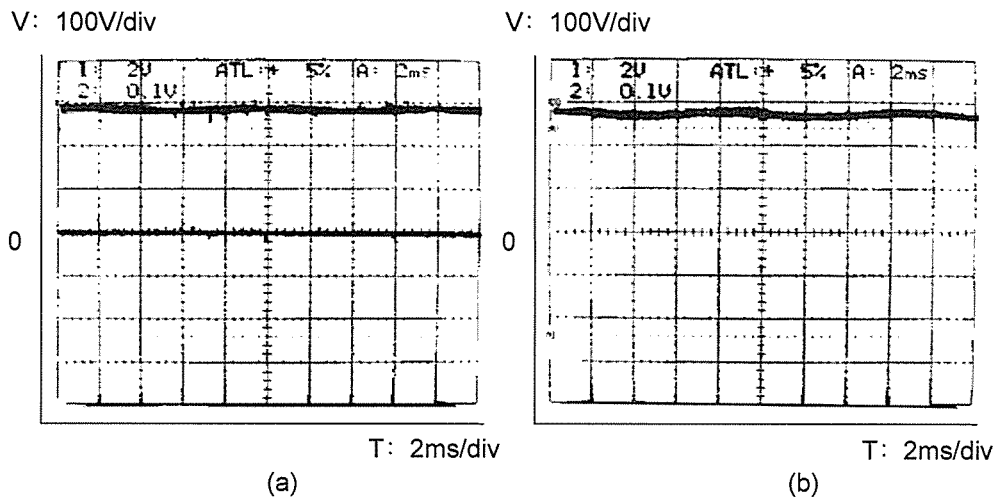 V: 100V/div
1: 2V ATL:+ 5% A: 2ms
2: 0.1V
0
T: 2ms/div
(a)
V: 100V/div
1: 2V ATL:+ 5% A: 2ms
2: 0.1V
0
T: 2ms/div
(b)